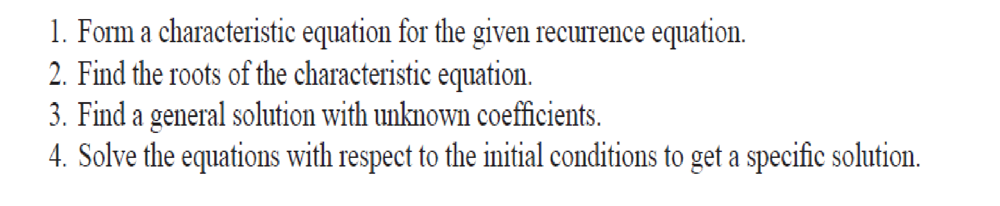 1. Form a characteristic equation for the given recurrence equation.
2. Find the roots of the characteristic equation.
3. Find a general solution with unknown coefficients.
4. Solve the equations with respect to the initial conditions to get a specific solution.